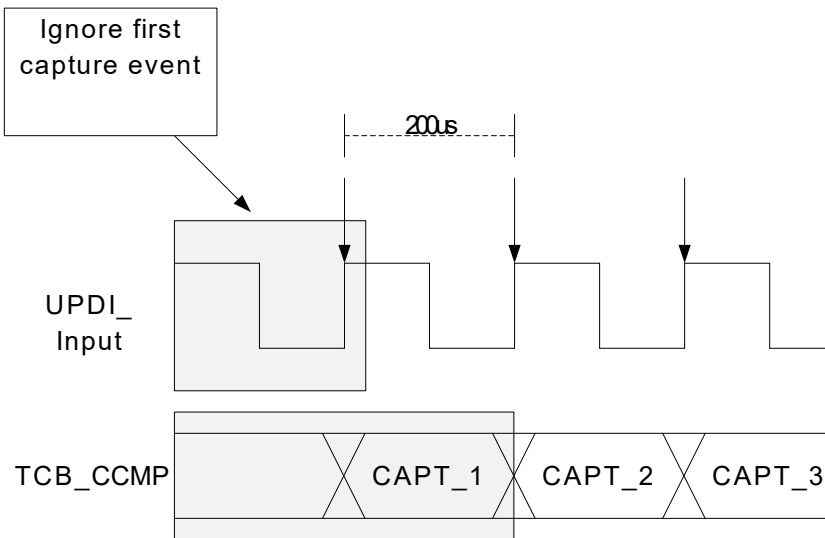 Ignore first
capture event
200us
UPDI_
Input
TCB_CCMP
CAPT_1
CAPT_2
CAPT_3